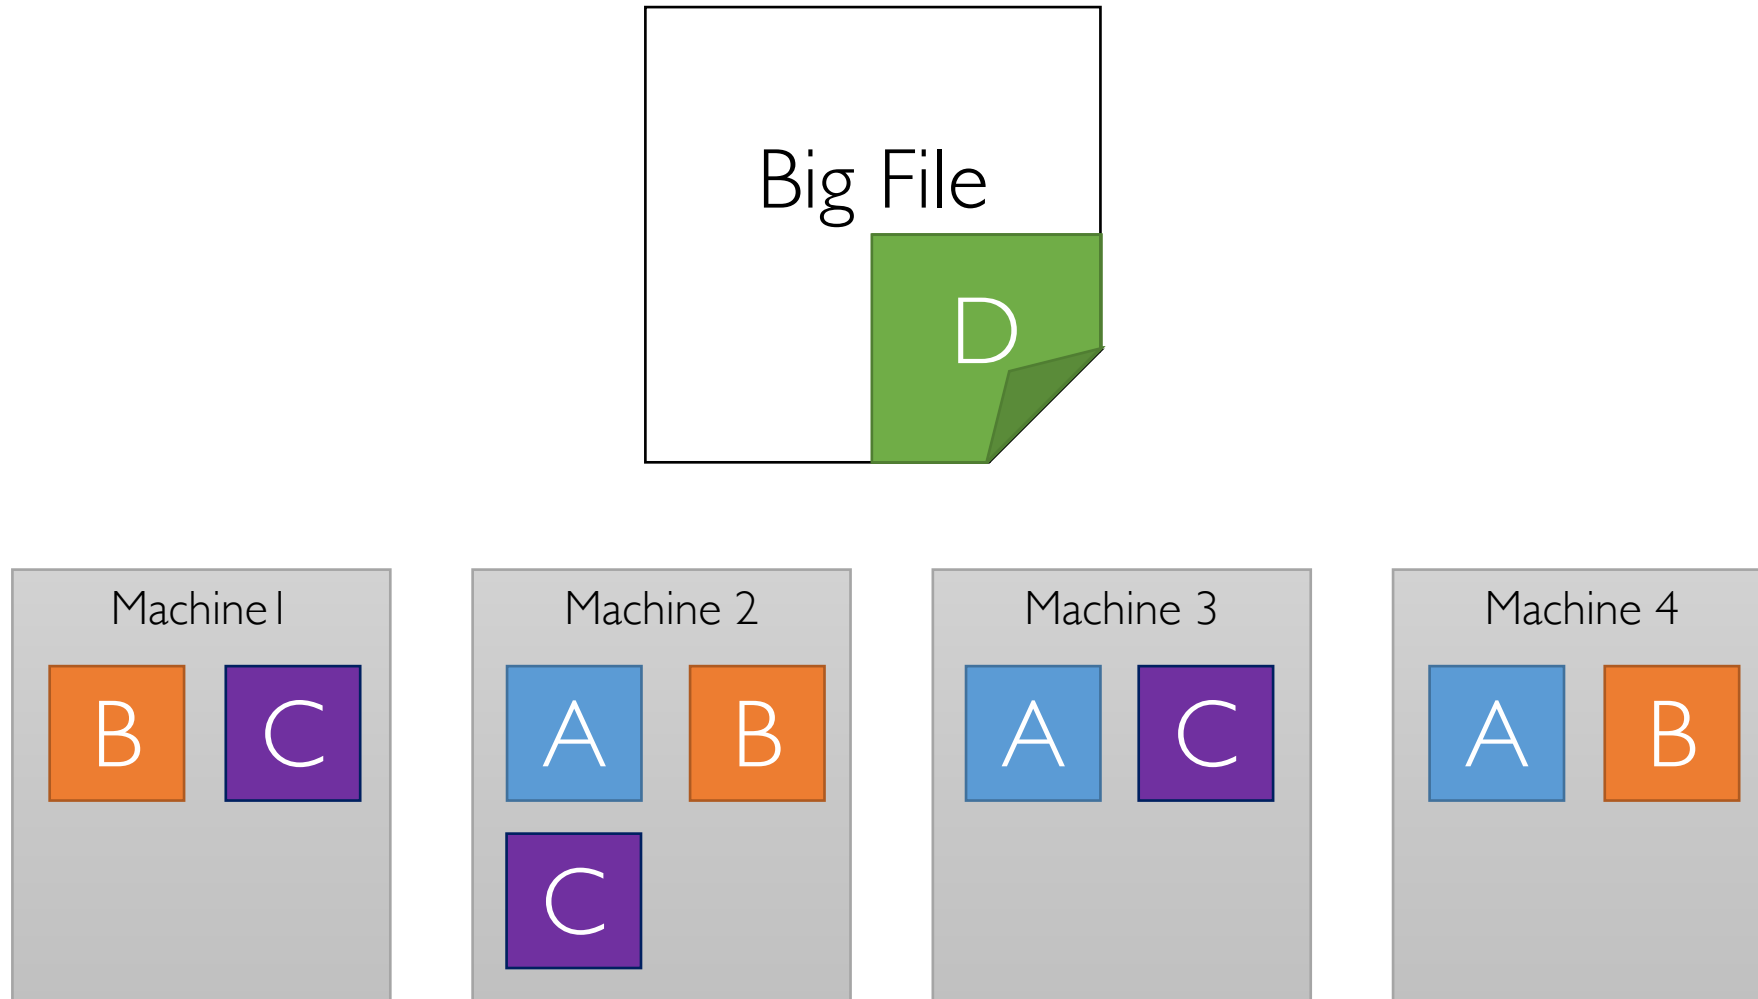 Big File
D
Machine1
B C
Machine 2
A B
C
Machine 3
A C
Machine 4
A B